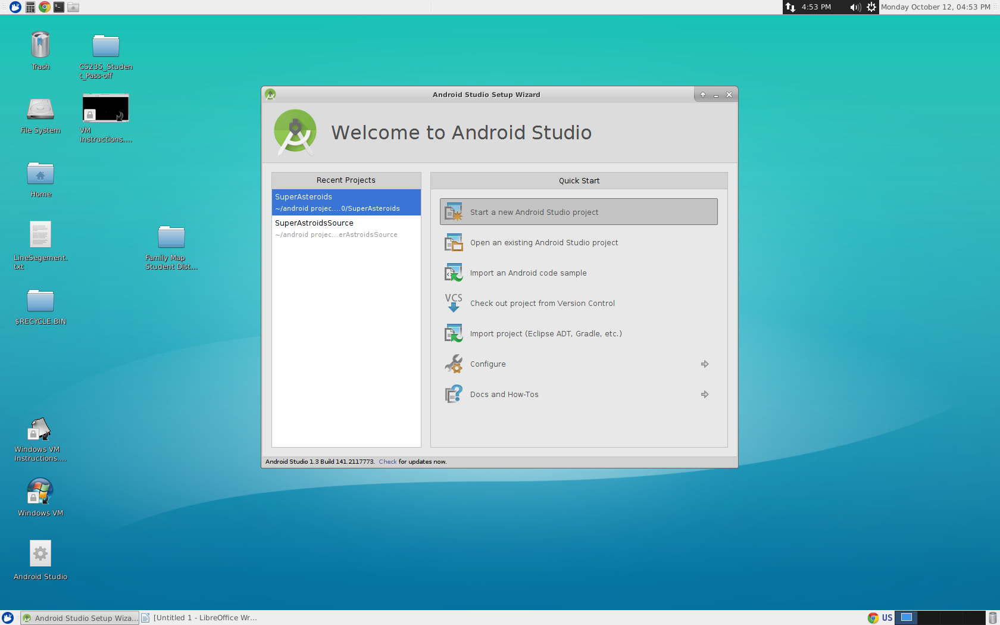 4:53 PM
Monday October 12, 04:53 PM
Trash
CS235_Studen
t_Pass-off
File System
VM
Instructions....
Home
LineSegement.
txt
Family Map
Student Dist...
$RECYCLE.BIN
Windows VM
Instructions....
Windows VM
Android Studio
Android Studio Setup Wizard
Welcome to Android Studio
Recent Projects
SuperAsteroids
~/android projec....0/SuperAsteroids
SuperAstroidsSource
~/android projec...erAstroidsSource
Quick Start
Start a new Android Studio project
Open an existing Android Studio project
Import an Android code sample
VCS
Check out project from Version Control
Import project (Eclipse ADT, Gradle, etc.)
Configure
Docs and How-Tos
Android Studio 1.3 Build 141.2117773. Check for updates now.
Android Studio Setup Wiza...
[Untitled 1 - LibreOffice Wr...
US